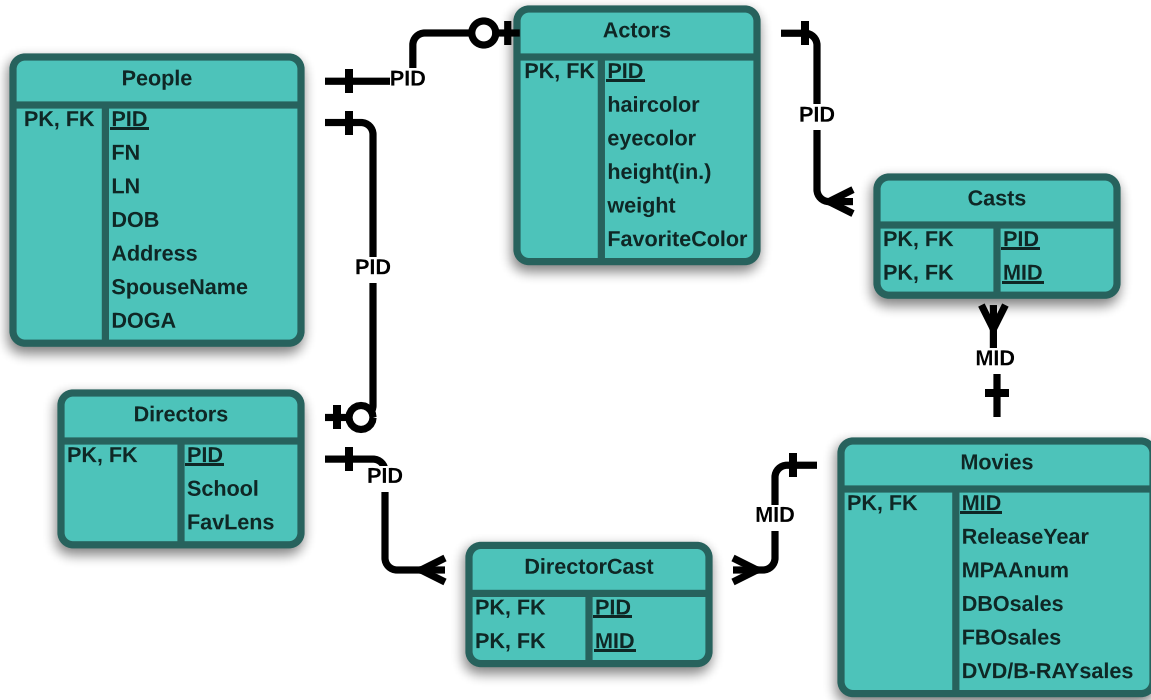 People
PK, FK PID
FN
LN
DOB
Address
SpouseName
DOGA
PID
Actors
PK, FK PID
haircolor
eyecolor
height(in.)
weight
FavoriteColor
PID
PID
Casts
PK, FK PID
PK, FK MID
MID
Directors
PK, FK PID
School
FavLens
PID
DirectorCast
PK, FK PID
PK, FK MID
MID
Movies
PK, FK MID
ReleaseYear
MPAAnum
DBOsales
FBOsales
DVD/B-RAYsales